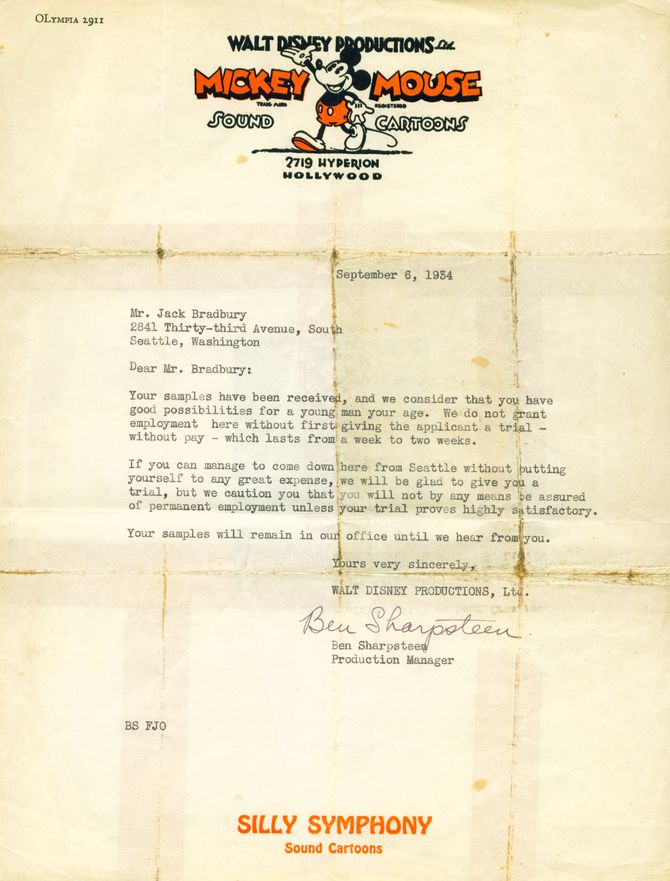 OLympia 2911
WALT DISNEY PRODUCTIONS Ltd.
MICKEY MOUSE
TRADE MARK REGISTERED
SOUND CARTOONS
2719 HYPERION
HOLLYWOOD
September 6, 1934
Mr. Jack Bradbury
2841 Thirty-third Avenue, South
Seattle, Washington
Dear Mr. Bradbury:
Your samples have been received, and we consider that you have
good possibilities for a young man your age. We do not grant
employment here without first giving the applicant a trial -
without pay - which lasts from a week to two weeks.
If you can manage to come down here from Seattle without putting
yourself to any great expense, we will be glad to give you a
trial, but we caution you that you will not by any means be assured
of permanent employment unless your trial proves highly satisfactory.
Your samples will remain in our office until we hear from you.
Yours very sincerely,
WALT DISNEY PRODUCTIONS, Ltd.
Ben Sharpsteen
Ben Sharpsteen
Production Manager
BS FJO
SILLY SYMPHONY
Sound Cartoons